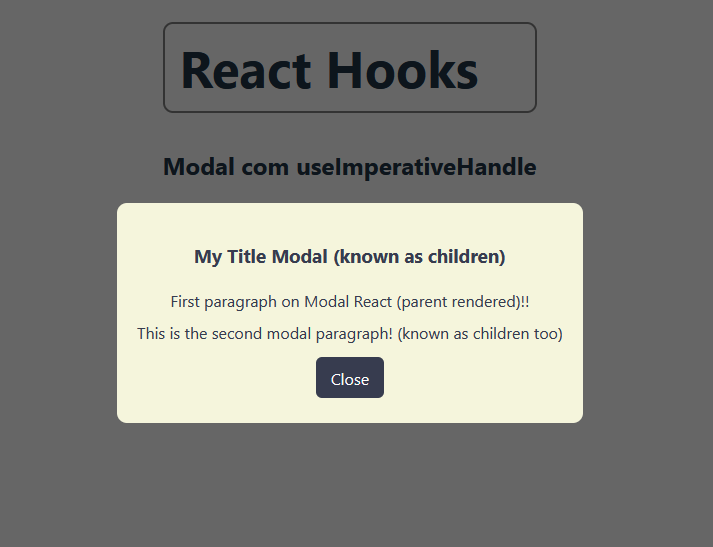 React Hooks
Modal com useImperativeHandle
My Title Modal (known as children)
First paragraph on Modal React (parent rendered)!!
This is the second modal paragraph! (known as children too)
Close